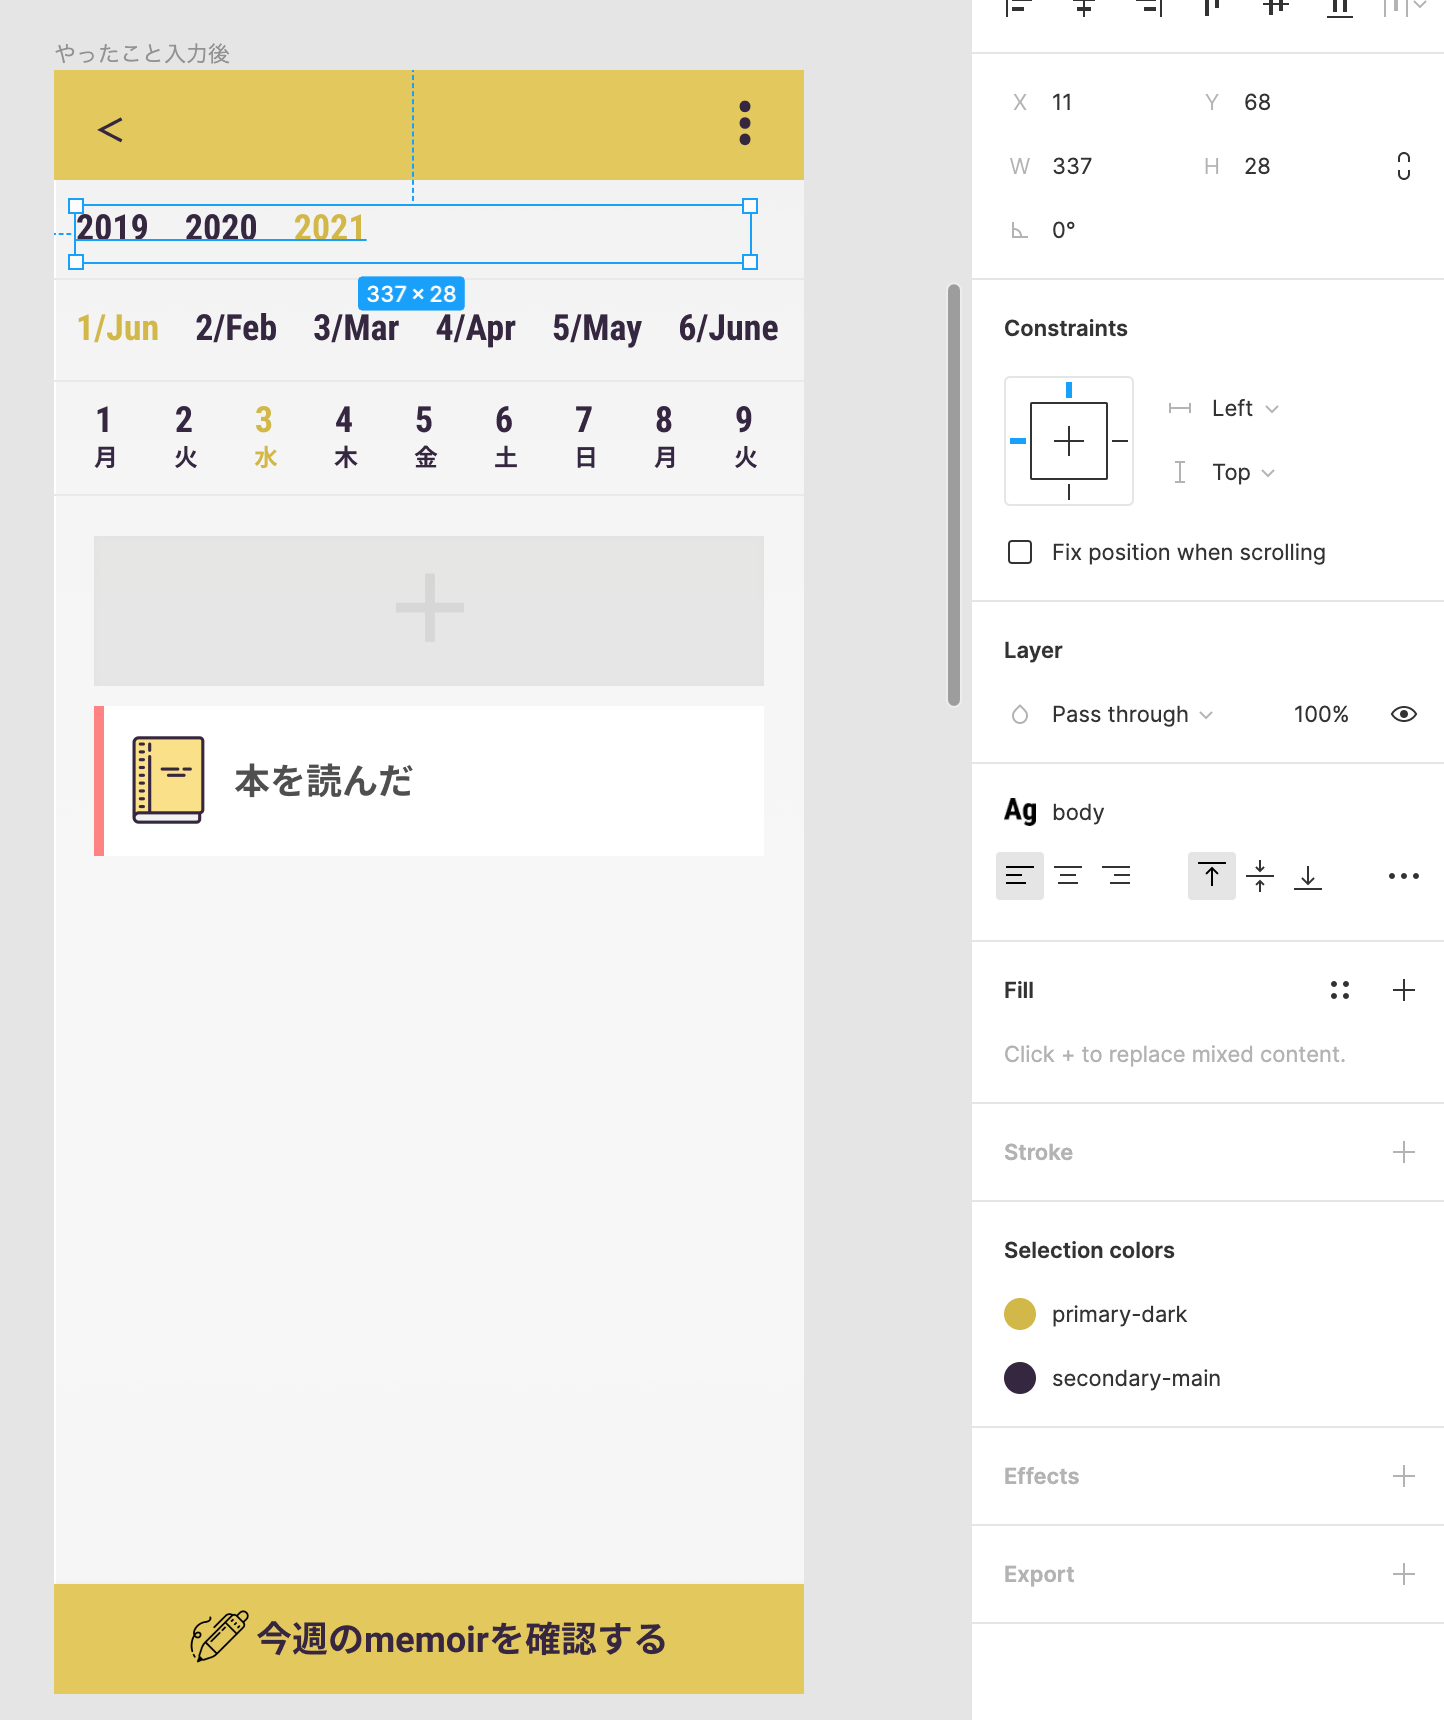 やったこと入力後
<
2019 2020 2021
337 × 28
1/Jun 2/Feb 3/Mar 4/Apr 5/May 6/June
1 2 3 4 5 6 7 8 9
月 火 水 木 金 土 日 月 火
本を読んだ
今週のmemoirを確認する
X 11 Y 68
W 337 H 28
0°
Constraints
Left
Top
Fix position when scrolling
Layer
Pass through 100%
Ag body
Fill
Click + to replace mixed content.
Stroke
Selection colors
primary-dark
secondary-main
Effects
Export